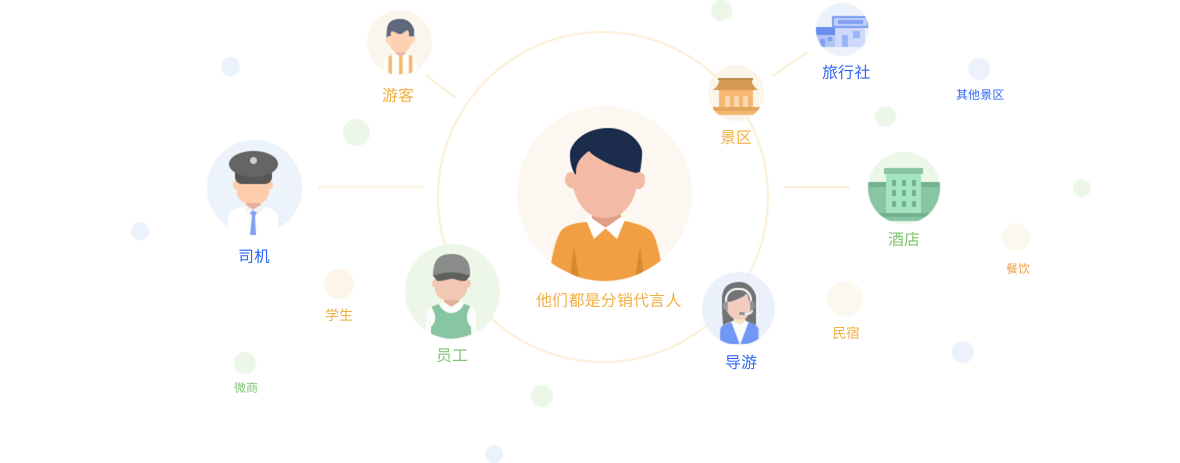 旅行社
游客
其他景区
景区
酒店
司机
餐饮
他们都是分销代言人
学生
民宿
员工
导游
微商